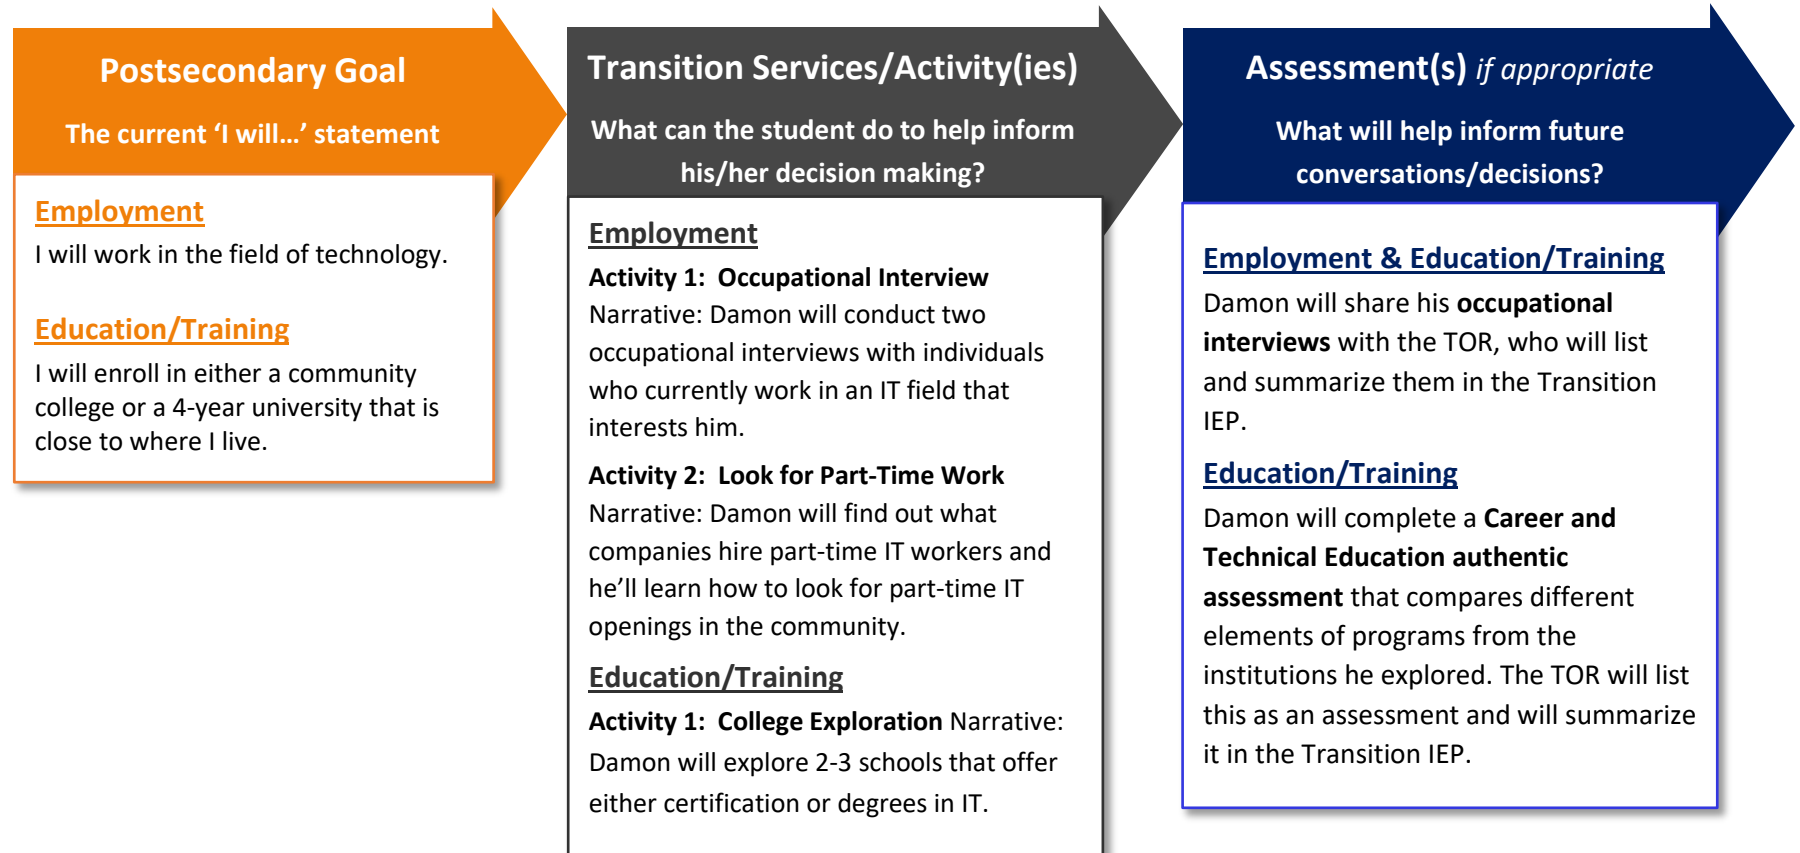 Postsecondary Goal
The current ‘I will…’ statement
Employment
I will work in the field of technology.
Education/Training
I will enroll in either a community
college or a 4-year university that is
close to where I live.
Transition Services/Activity(ies)
What can the student do to help inform
his/her decision making?
Employment
Activity 1:  Occupational Interview
Narrative: Damon will conduct two
occupational interviews with individuals
who currently work in an IT field that
interests him.
Activity 2:  Look for Part-Time Work
Narrative: Damon will find out what
companies hire part-time IT workers and
he’ll learn how to look for part-time IT
openings in the community.
Education/Training
Activity 1:  College Exploration Narrative:
Damon will explore 2-3 schools that offer
either certification or degrees in IT.
Assessment(s) if appropriate
What will help inform future
conversations/decisions?
Employment & Education/Training
Damon will share his occupational
interviews with the TOR, who will list
and summarize them in the Transition
IEP.
Education/Training
Damon will complete a Career and
Technical Education authentic
assessment that compares different
elements of programs from the
institutions he explored. The TOR will list
this as an assessment and will summarize
it in the Transition IEP.